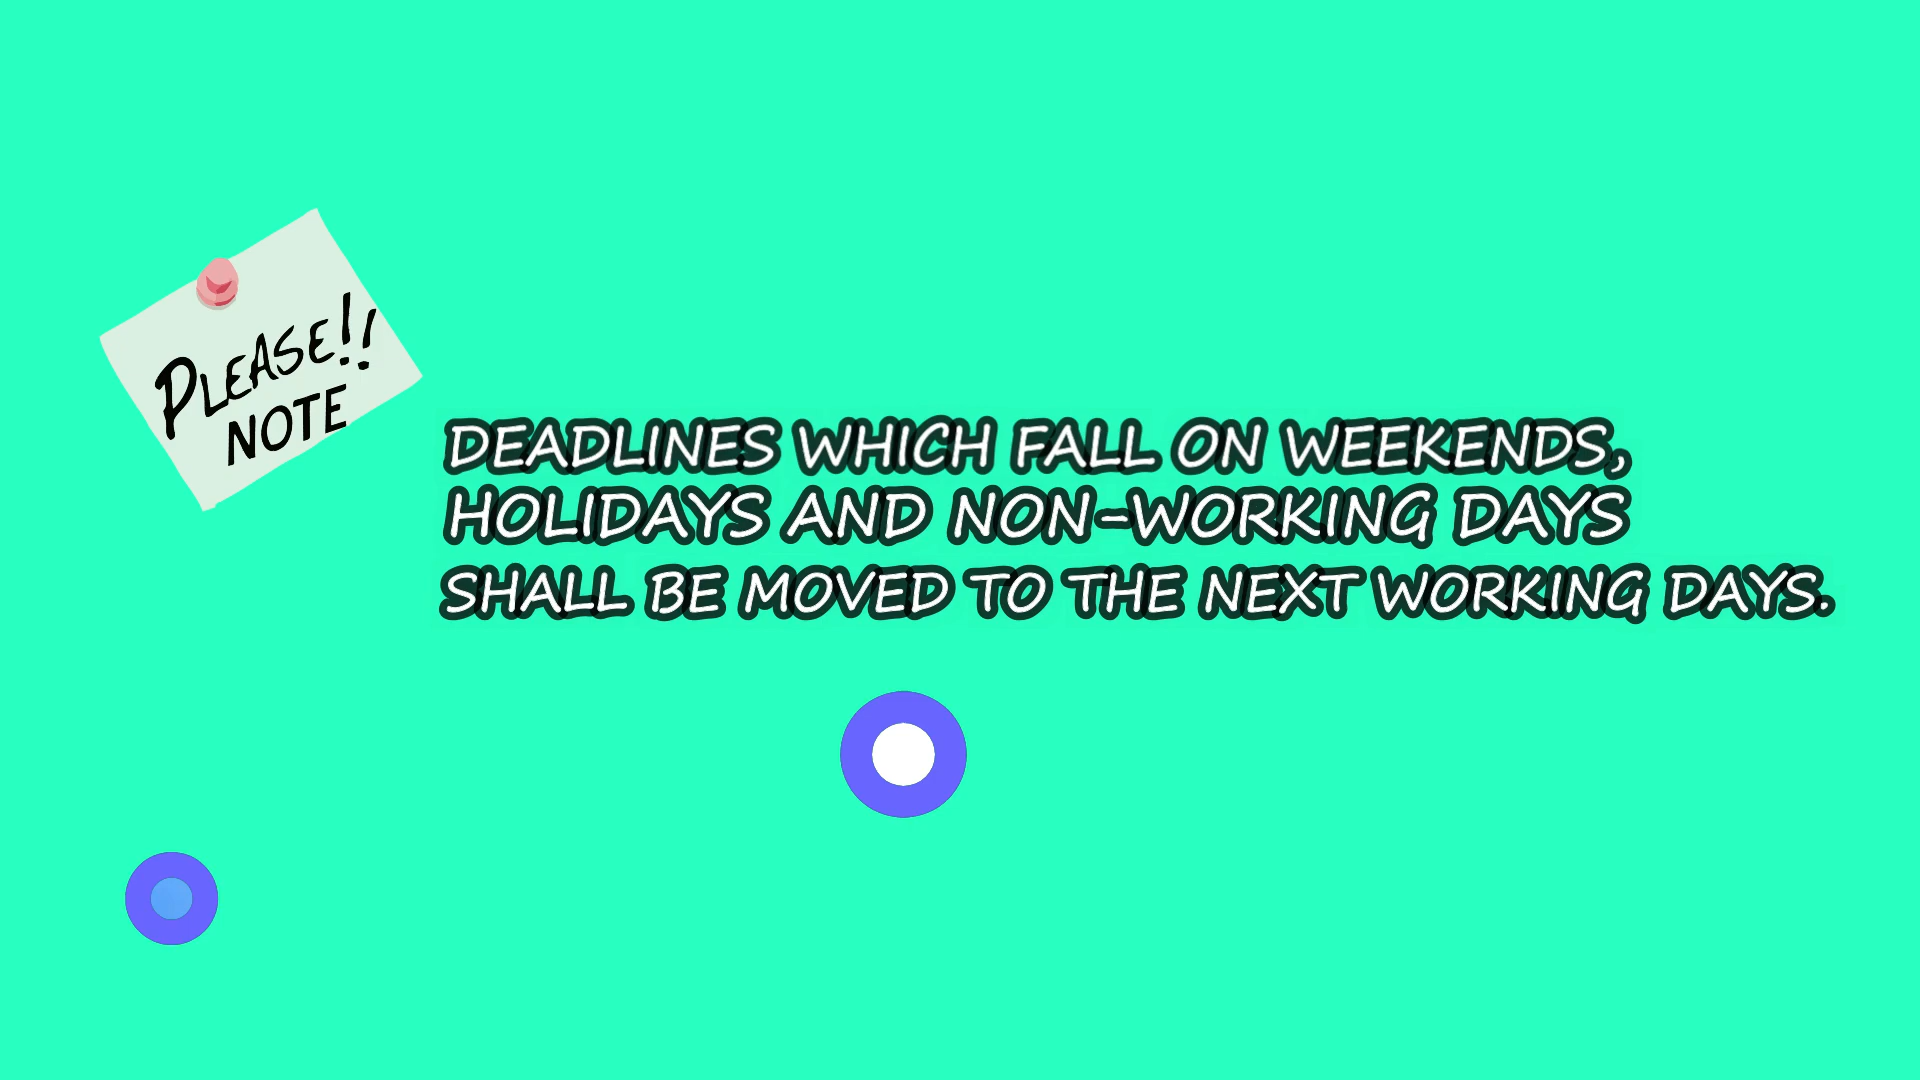 PLEASE!!
NOTE
DEADLINES WHICH FALL ON WEEKENDS,
HOLIDAYS AND NON-WORKING DAYS
SHALL BE MOVED TO THE NEXT WORKING DAYS.